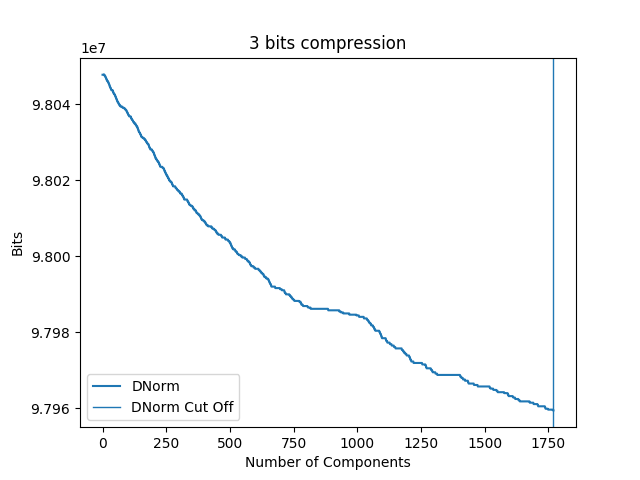 3 bits compression
1e7
9.804
9.802
9.800
9.798
9.796
Bits
DNorm
DNorm Cut Off
0 250 500 750 1000 1250 1500 1750
Number of Components